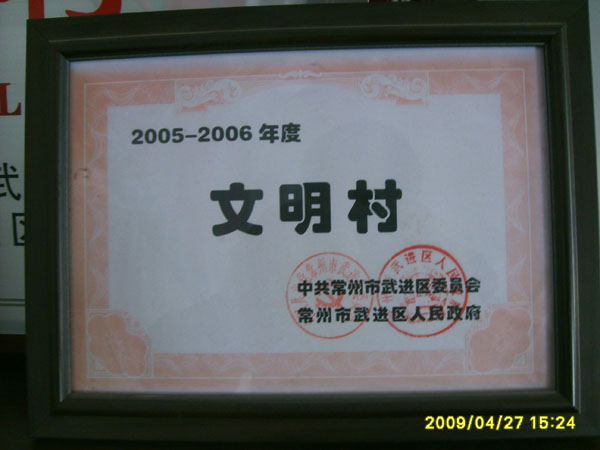 2005-2006 年度
文明村
中共常州市武进区委员会
常州市武进区人民政府
2009/04/27 15:24